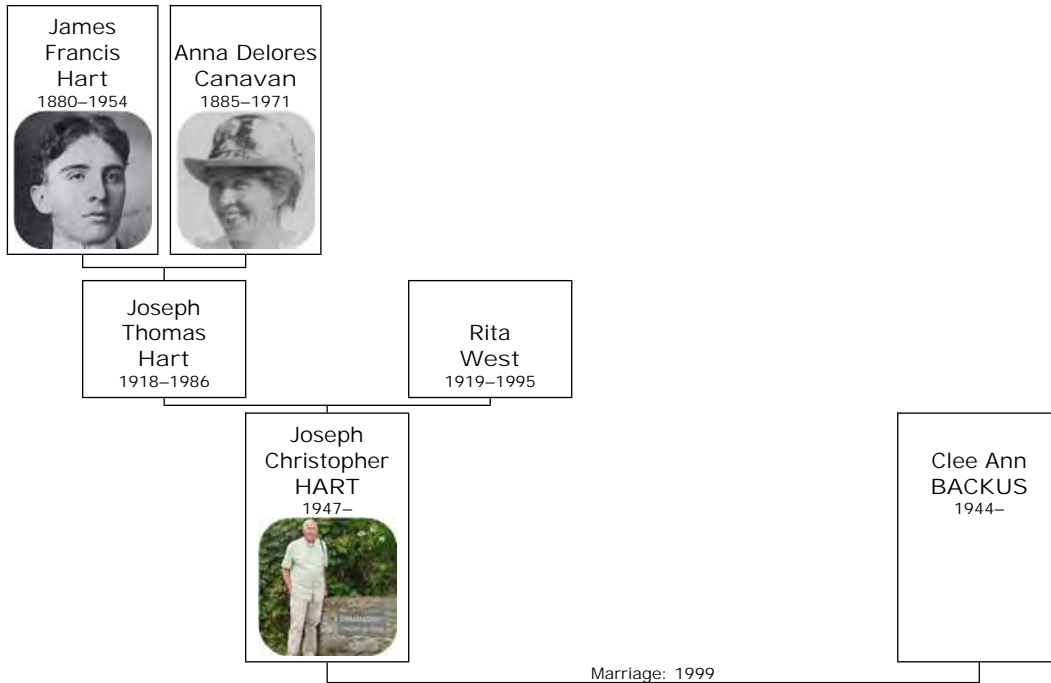 James
Francis
Hart
1880–1954
Anna Delores
Canavan
1885–1971
Joseph
Thomas
Hart
1918–1986
Rita
West
1919–1995
Joseph
Christopher
HART
1947–
Clee Ann
BACKUS
1944–
Marriage: 1999